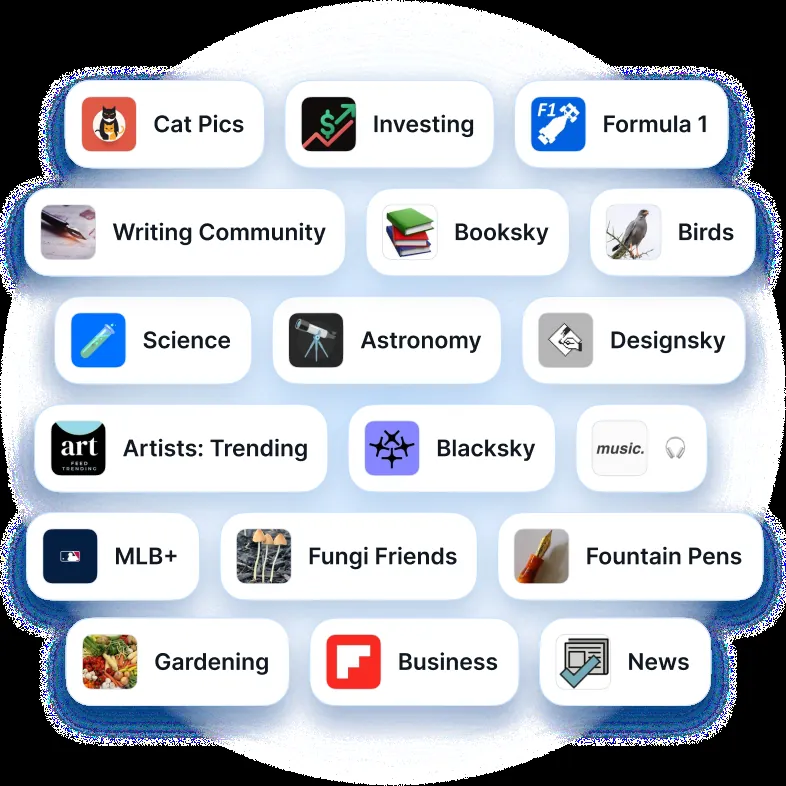 Cat Pics
Investing
F1
Formula 1
Writing Community
Booksky
Birds
Science
Astronomy
Designsky
art
FEED
TRENDING
Artists: Trending
Blacksky
music.
MLB+
Fungi Friends
Fountain Pens
Gardening
Business
News